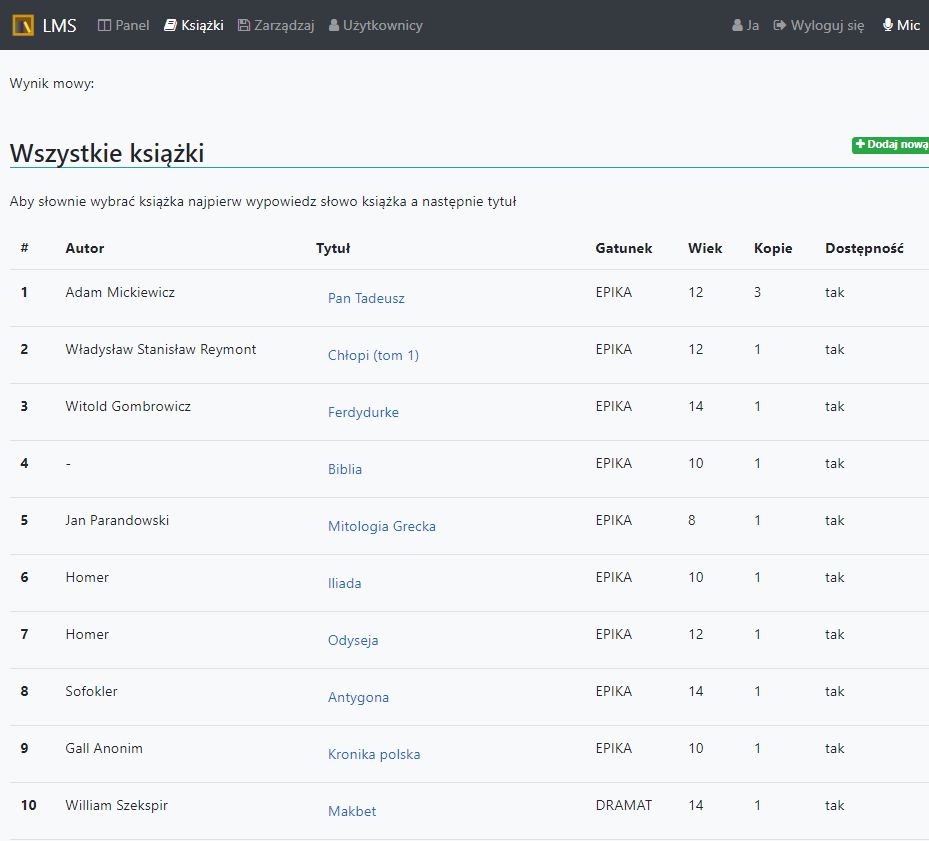 LMS Panel Książki Zarządzaj Użytkownicy Ja Wyloguj się Mic
Wynik mowy:
Wszystkie książki
Dodaj nową
Aby słownie wybrać książka najpierw wypowiedz słowo książka a następnie tytuł
# Autor Tytuł Gatunek Wiek Kopie Dostępność
1 Adam Mickiewicz Pan Tadeusz EPIKA 12 3 tak
2 Władysław Stanisław Reymont Chłopi (tom 1) EPIKA 12 1 tak
3 Witold Gombrowicz Ferdydurke EPIKA 14 1 tak
4 - Biblia EPIKA 10 1 tak
5 Jan Parandowski Mitologia Grecka EPIKA 8 1 tak
6 Homer Iliada EPIKA 10 1 tak
7 Homer Odyseja EPIKA 12 1 tak
8 Sofokler Antygona EPIKA 14 1 tak
9 Gall Anonim Kronika polska EPIKA 10 1 tak
10 William Szekspir Makbet DRAMAT 14 1 tak